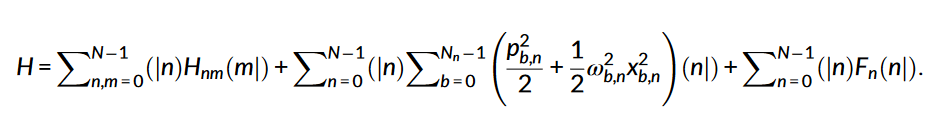 H = ∑_{n,m=0}^{N−1} (|n)H_{nm}(m|) + ∑_{n=0}^{N−1} (|n) ∑_{b=0}^{N_n−1} (p_{b,n}^2/2 + 1/2 ω_{b,n}^2 x_{b,n}^2) (n|) + ∑_{n=0}^{N−1} (|n)F_n(n|).